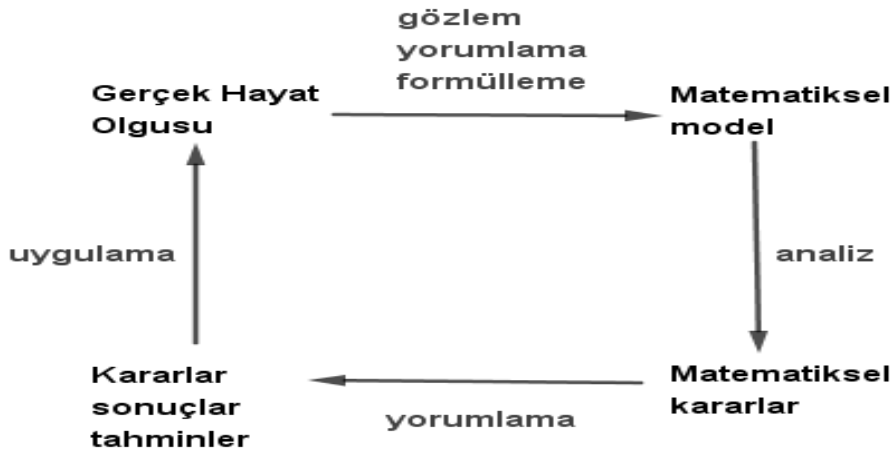 gözlem
yorumlama
formülleme
Gerçek Hayat
Olgusu
Matematiksel
model
uygulama
analiz
Kararlar
sonuçlar
tahminler
yorumlama
Matematiksel
kararlar